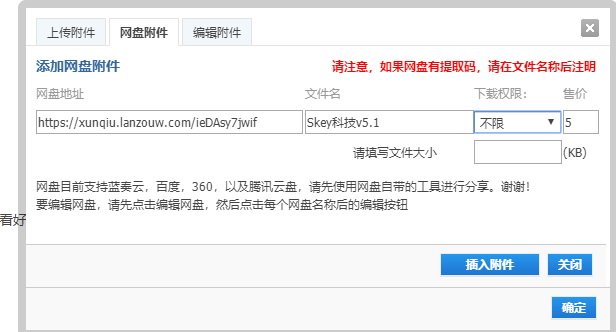 上传附件 网盘附件 编辑附件
添加网盘附件 请注意，如果网盘有提取码，请在文件名称后注明
网盘地址 文件名 下载权限： 售价
https://xunqiu.lanzouw.com/ieDAsy7jwif Skey科技v5.1 不限 5
请填写文件大小 (KB)
网盘目前支持蓝奏云，百度，360，以及腾讯云盘，请先使用网盘自带的工具进行分享。谢谢！
要编辑网盘，请先点击编辑网盘，然后点击每个网盘名称后的编辑按钮
看好
插入附件 关闭
确定